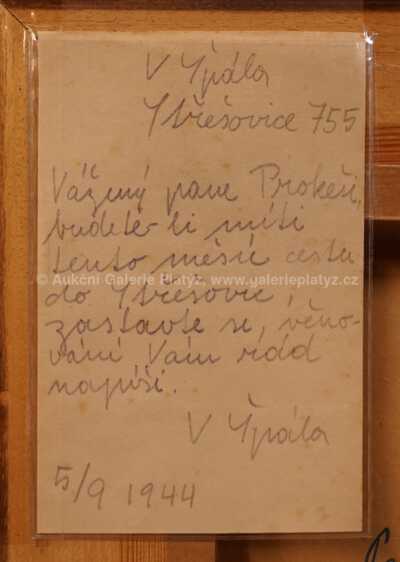 V Špála
Střešovice 755
Vážený pane Prokeši,
budete-li míti
tento měsíc cestu
© Aukční Galerie Platýz, www.galerieplatyz.cz
do Střešovic,
zastavte se, věno-
vání Vám rád
napíši.
V Špála
5/9 1944